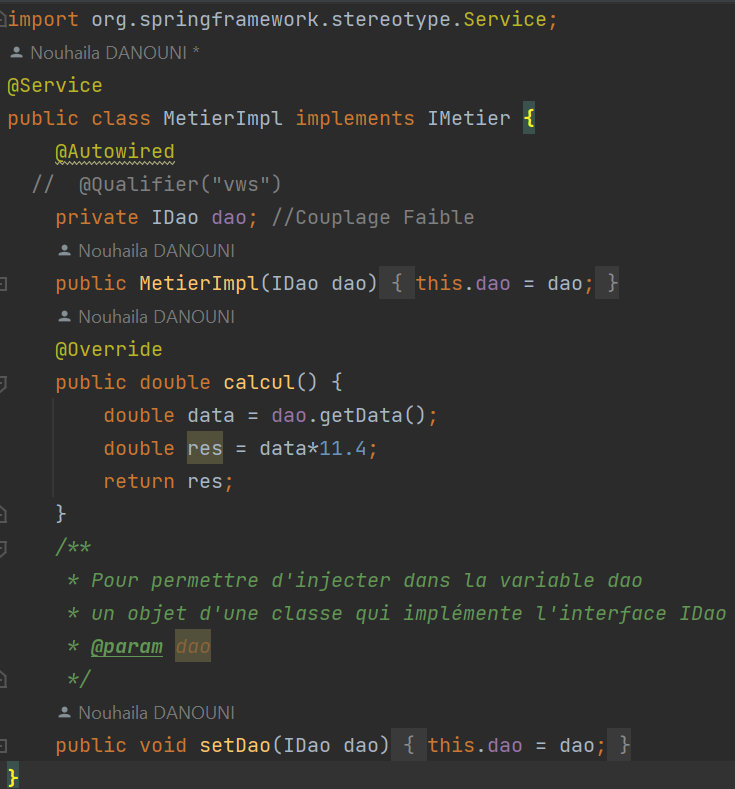 import org.springframework.stereotype.Service;
Nouhaila DANOUNI *
@Service
public class MetierImpl implements IMetier {
@Autowired
//  @Qualifier("vws")
private IDao dao; //Couplage Faible
Nouhaila DANOUNI
public MetierImpl(IDao dao) { this.dao = dao; }
Nouhaila DANOUNI
@Override
public double calcul() {
double data = dao.getData();
double res = data*11.4;
return res;
}
/**
* Pour permettre d'injecter dans la variable dao
* un objet d'une classe qui implémente l'interface IDao
* @param dao
*/
Nouhaila DANOUNI
public void setDao(IDao dao) { this.dao = dao; }
}